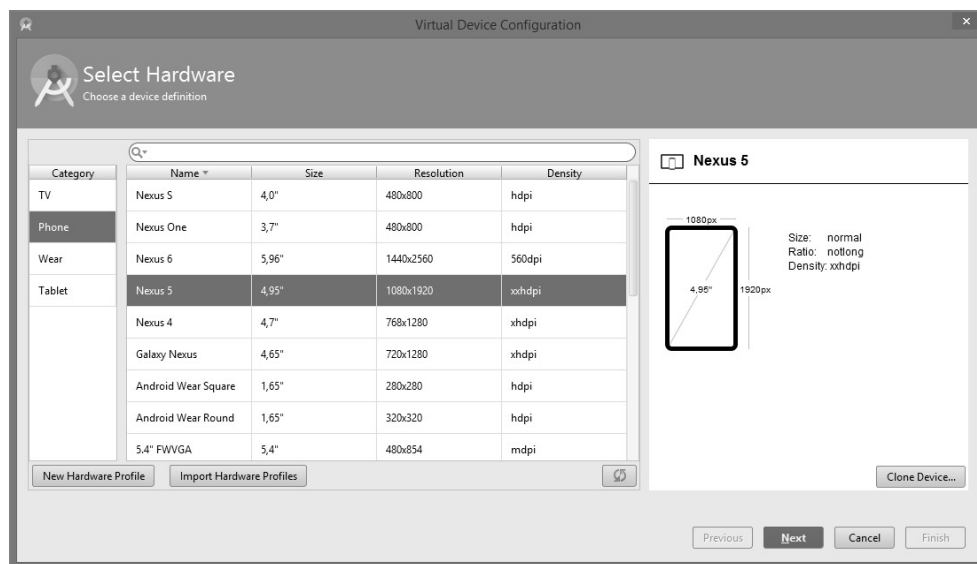 Virtual Device Configuration
Select Hardware
Choose a device definition
Category
TV
Phone
Wear
Tablet
Name Size Resolution Density
Nexus S 4,0" 480x800 hdpi
Nexus One 3,7" 480x800 hdpi
Nexus 6 5,96" 1440x2560 560dpi
Nexus 5 4,95" 1080x1920 xxhdpi
Nexus 4 4,7" 768x1280 xhdpi
Galaxy Nexus 4,65" 720x1280 xhdpi
Android Wear Square 1,65" 280x280 hdpi
Android Wear Round 1,65" 320x320 hdpi
5.4" FWVGA 5,4" 480x854 mdpi
New Hardware Profile Import Hardware Profiles
Nexus 5
1080px
4,95"
1920px
Size: normal
Ratio: notlong
Density: xxhdpi
Clone Device...
Previous Next Cancel Finish